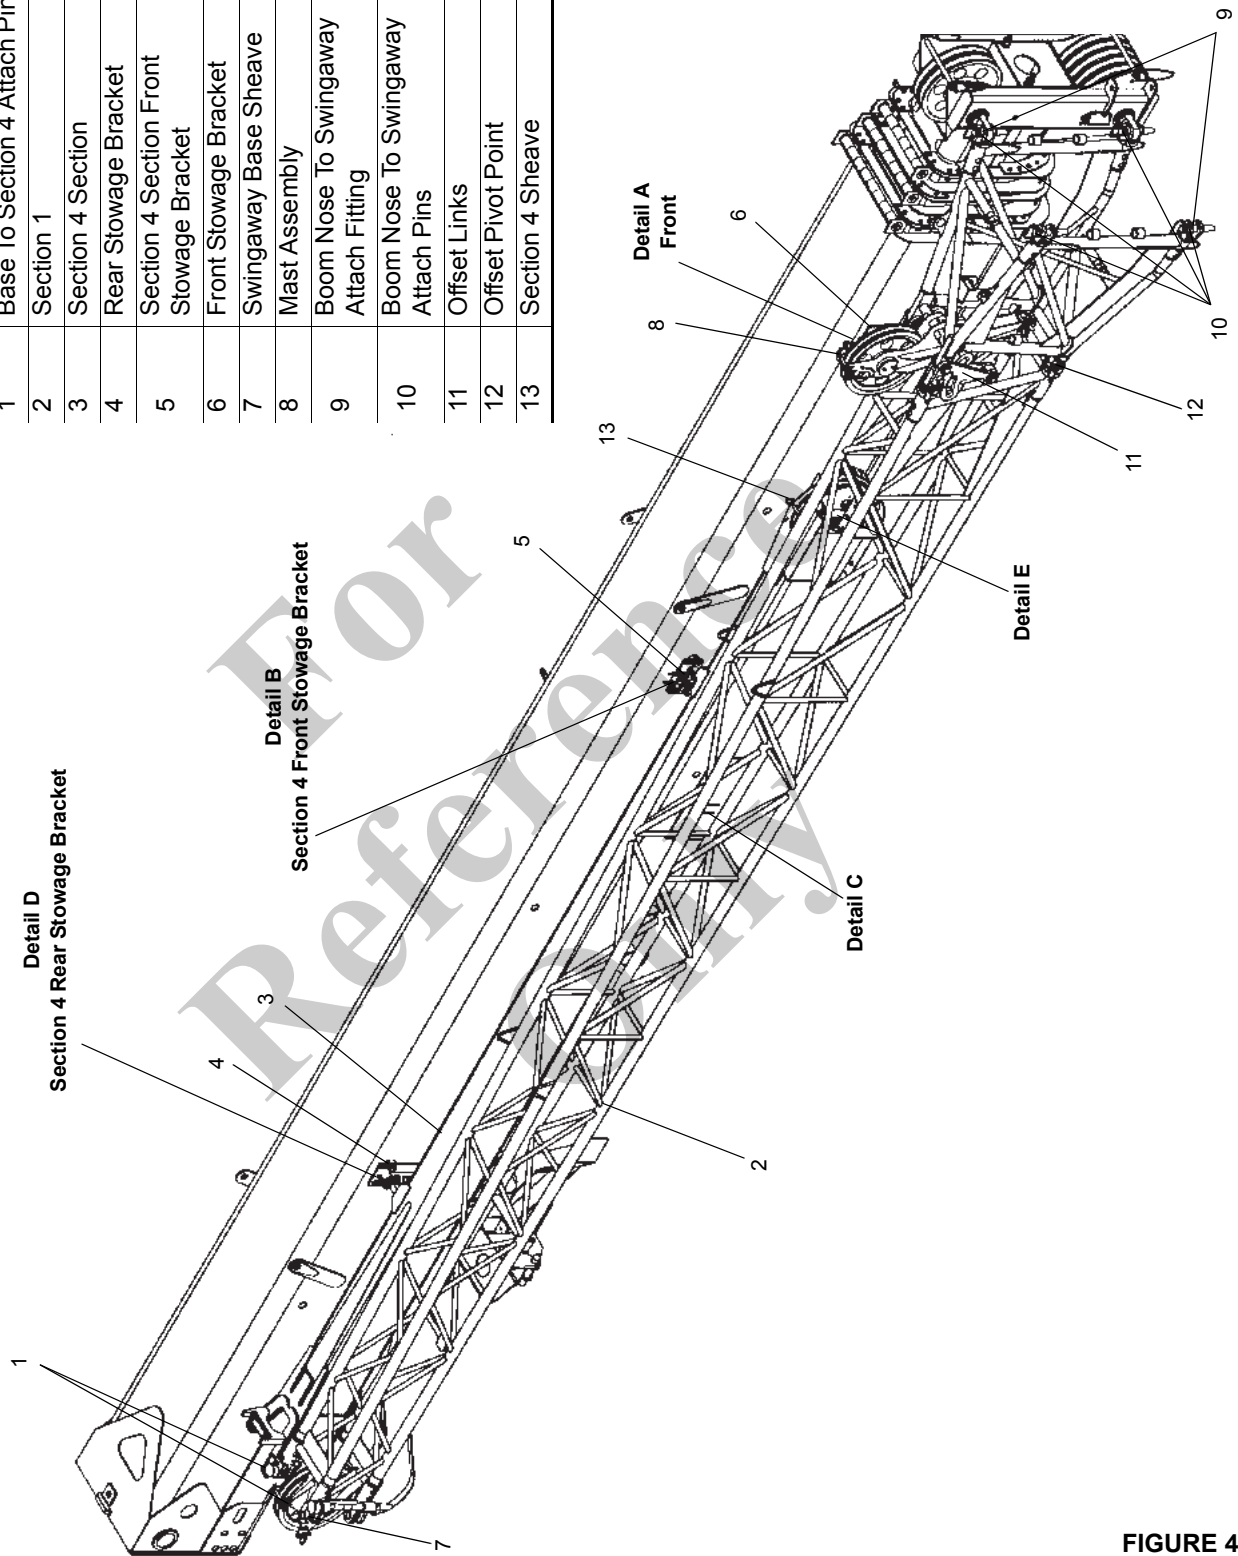 1 Base To Section 4 Attach Pin
2 Section 1
3 Section 4 Section
4 Rear Stowage Bracket
5 Section 4 Section Front
Stowage Bracket
6 Front Stowage Bracket
7 Swingaway Base Sheave
8 Mast Assembly
9 Boom Nose To Swingaway
Attach Fitting
10 Boom Nose To Swingaway
Attach Pins
11 Offset Links
12 Offset Pivot Point
13 Section 4 Sheave
Detail D
Section 4 Rear Stowage Bracket
Detail B
Section 4 Front Stowage Bracket
Detail A
Front
Detail E
Detail C
1
2
3
4
5
6
7
8
9
10
11
12
13
For
Reference
Only
FIGURE 4